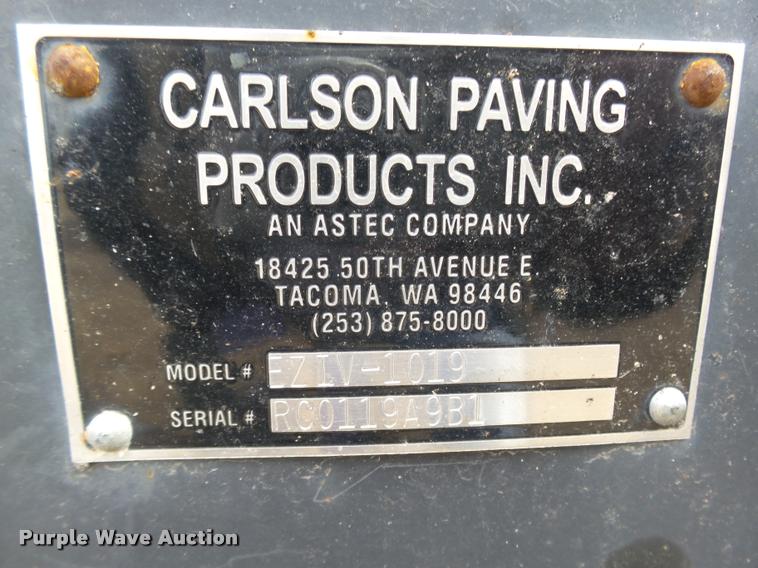 CARLSON PAVING
PRODUCTS INC.
AN ASTEC COMPANY
18425 50TH AVENUE E.
TACOMA, WA 98446
(253) 875-8000
MODEL # EZIV-1019
SERIAL # RC0119A9B1
Purple Wave Auction